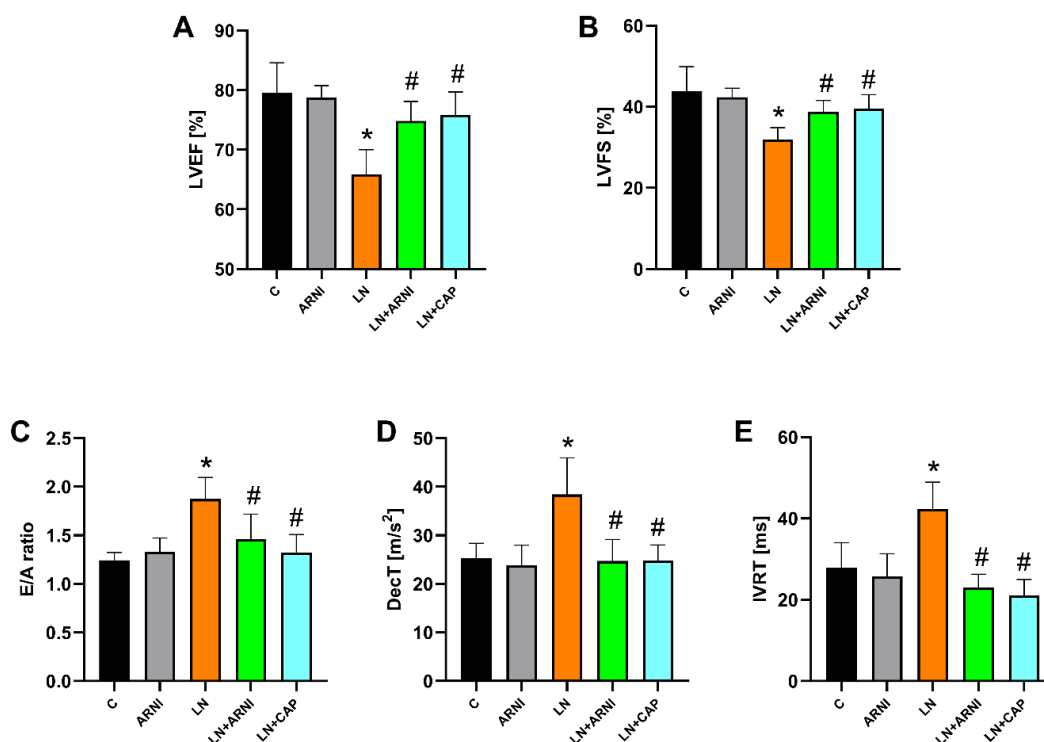 A
LVEF [%]
80
90
70
60
50
*
#
#
C
ARNI
LN
LN+ARNI
LN+CAP
B
LVFS [%]
60
40
20
0
*
#
#
C
ARNI
LN
LN+ARNI
LN+CAP
C
E/A ratio
2.5
2.0
1.5
1.0
0.5
0.0
*
#
#
C
ARNI
LN
LN+ARNI
LN+CAP
D
DecT [m/s²]
50
40
30
20
10
0
*
#
#
C
ARNI
LN
LN+ARNI
LN+CAP
E
IVRT [ms]
60
40
20
0
*
#
#
C
ARNI
LN
LN+ARNI
LN+CAP